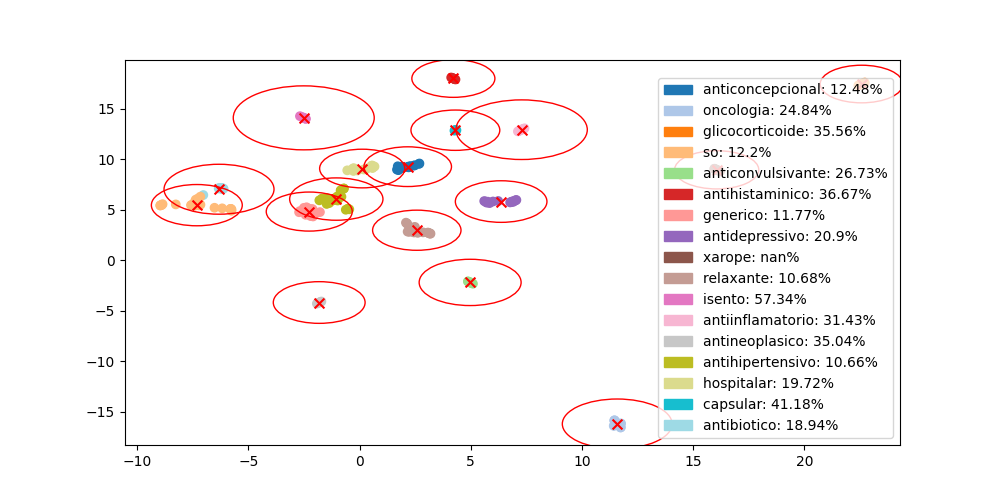 15
10
5
0
−5
−10
−15
−10
−5
0
5
10
15
20
anticoncepcional: 12.48%
oncologia: 24.84%
glicocorticoide: 35.56%
so: 12.2%
anticonvulsivante: 26.73%
antihistaminico: 36.67%
generico: 11.77%
antidepressivo: 20.9%
xarope: nan%
relaxante: 10.68%
isento: 57.34%
antiinflamatorio: 31.43%
antineoplasico: 35.04%
antihipertensivo: 10.66%
hospitalar: 19.72%
capsular: 41.18%
antibiotico: 18.94%